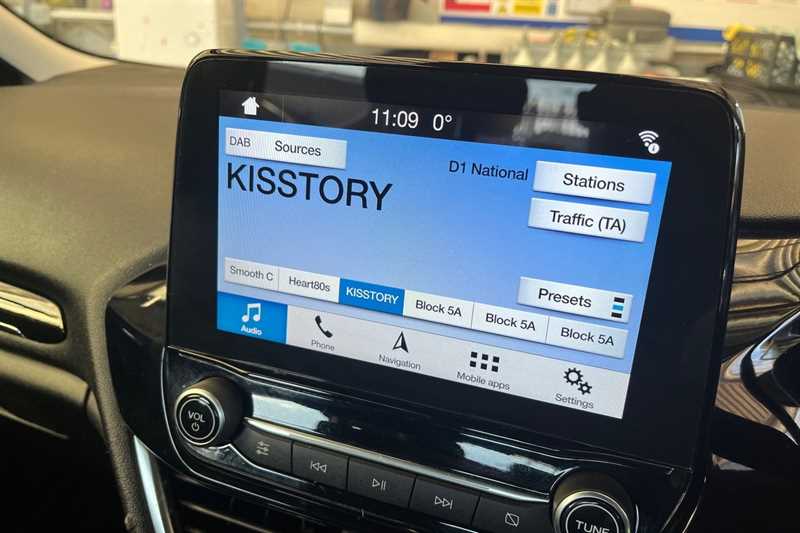 11:09 0°
DAB Sources
D1 National
Stations
KISSTORY
Traffic (TA)
Presets
Smooth C
Heart80s
KISSTORY
Block 5A
Block 5A
Block 5A
Audio
Phone
Navigation
Mobile apps
Settings
VOL
TUNE